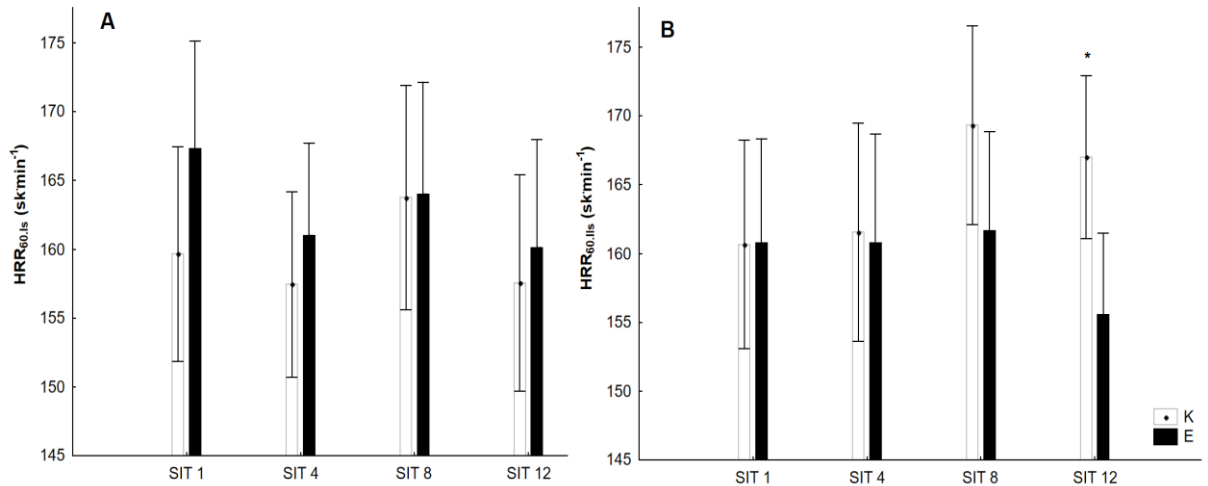 A
HRR60.Is (sk·min-1)
175
170
165
160
155
150
145
SIT 1 SIT 4 SIT 8 SIT 12
B
HRR60.IIs (sk·min-1)
175
170
165
160
155
150
145
*
K
E
SIT 1 SIT 4 SIT 8 SIT 12